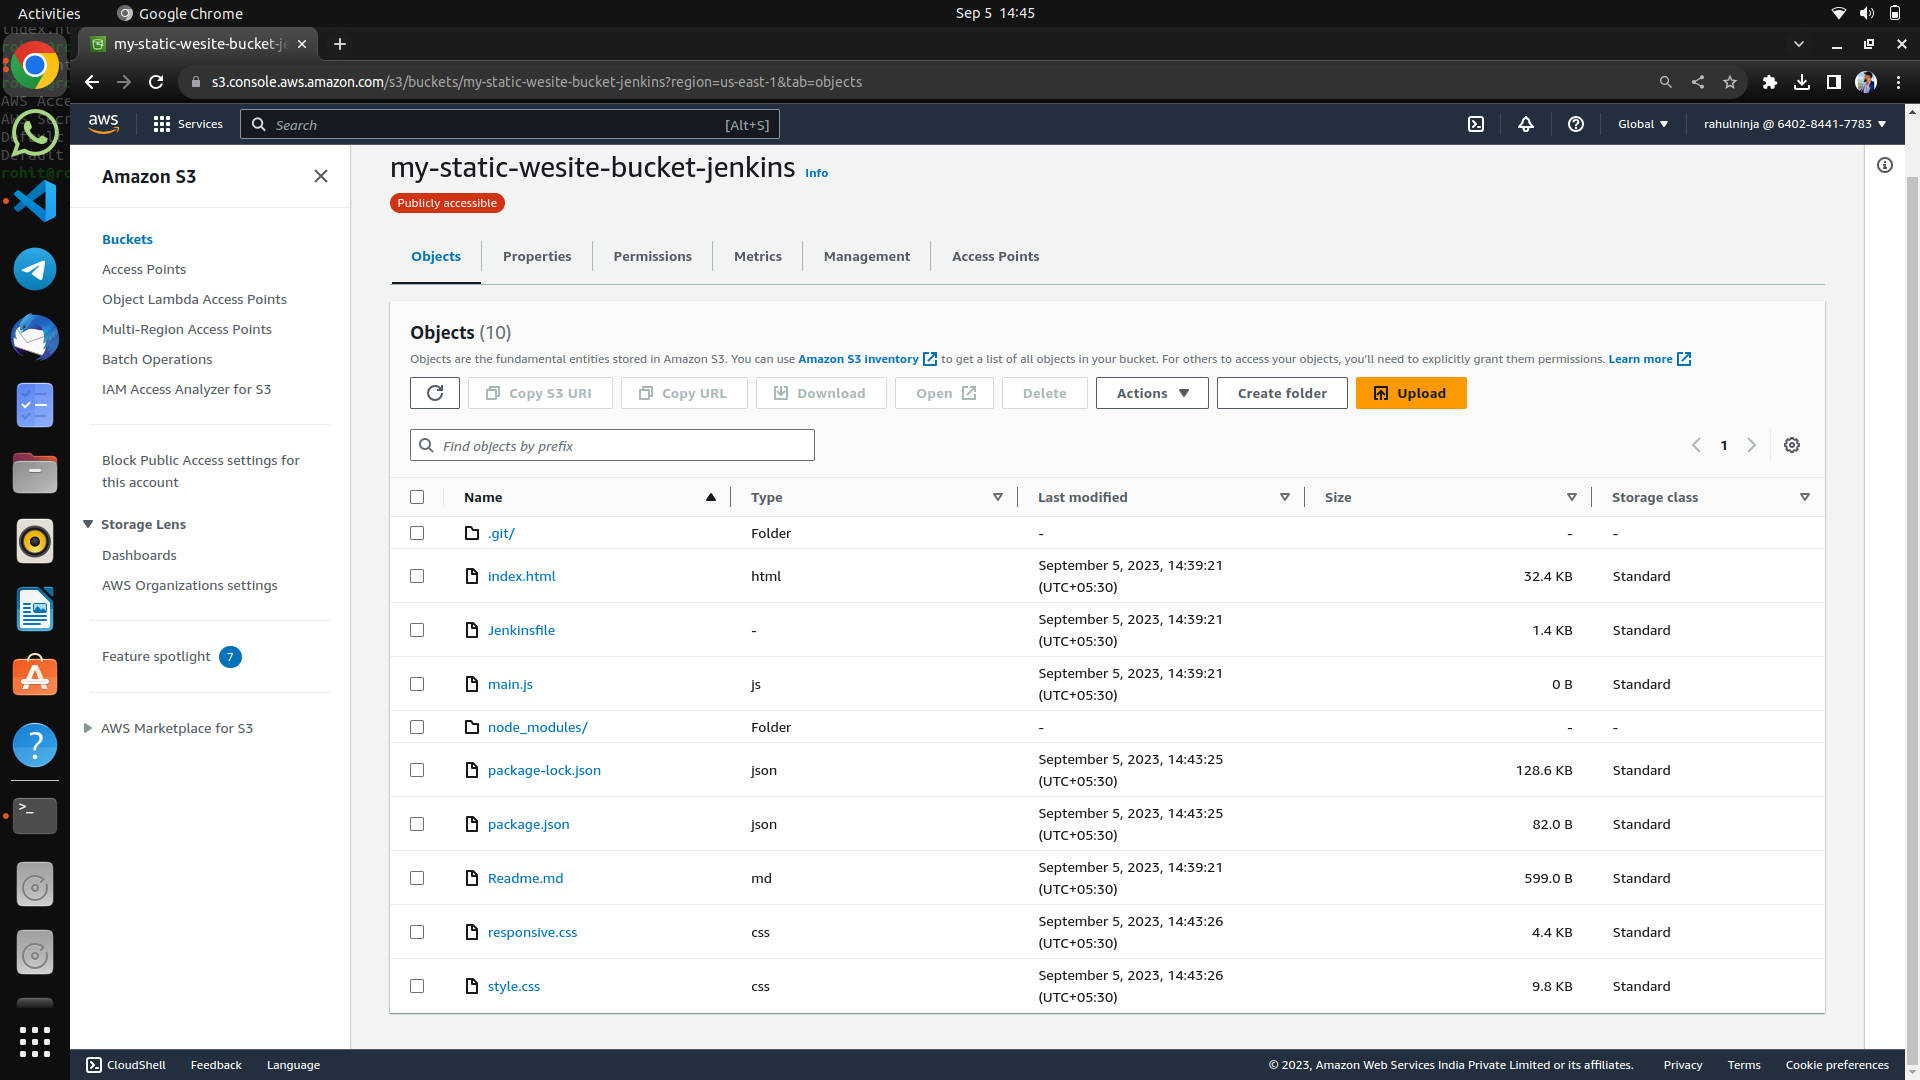 Activities
Google Chrome
Sep 5 14:45
my-static-wesite-bucket-je
s3.console.aws.amazon.com/s3/buckets/my-static-wesite-bucket-jenkins?region=us-east-1&tab=objects
aws
Services
Search
[Alt+S]
Global
rahulninja @ 6402-8441-7783
Amazon S3
Buckets
Access Points
Object Lambda Access Points
Multi-Region Access Points
Batch Operations
IAM Access Analyzer for S3
Block Public Access settings for
this account
Storage Lens
Dashboards
AWS Organizations settings
Feature spotlight 7
AWS Marketplace for S3
my-static-wesite-bucket-jenkins Info
Publicly accessible
Objects Properties Permissions Metrics Management Access Points
Objects (10)
Objects are the fundamental entities stored in Amazon S3. You can use Amazon S3 inventory to get a list of all objects in your bucket. For others to access your objects, you'll need to explicitly grant them permissions. Learn more
Copy S3 URI Copy URL Download Open Delete Actions Create folder Upload
Find objects by prefix
1
Name Type Last modified Size Storage class
.git/ Folder - - -
index.html html September 5, 2023, 14:39:21 (UTC+05:30) 32.4 KB Standard
Jenkinsfile - September 5, 2023, 14:39:21 (UTC+05:30) 1.4 KB Standard
main.js js September 5, 2023, 14:39:21 (UTC+05:30) 0 B Standard
node_modules/ Folder - - -
package-lock.json json September 5, 2023, 14:43:25 (UTC+05:30) 128.6 KB Standard
package.json json September 5, 2023, 14:43:25 (UTC+05:30) 82.0 B Standard
Readme.md md September 5, 2023, 14:39:21 (UTC+05:30) 599.0 B Standard
responsive.css css September 5, 2023, 14:43:26 (UTC+05:30) 4.4 KB Standard
style.css css September 5, 2023, 14:43:26 (UTC+05:30) 9.8 KB Standard
CloudShell Feedback Language
© 2023, Amazon Web Services India Private Limited or its affiliates. Privacy Terms Cookie preferences